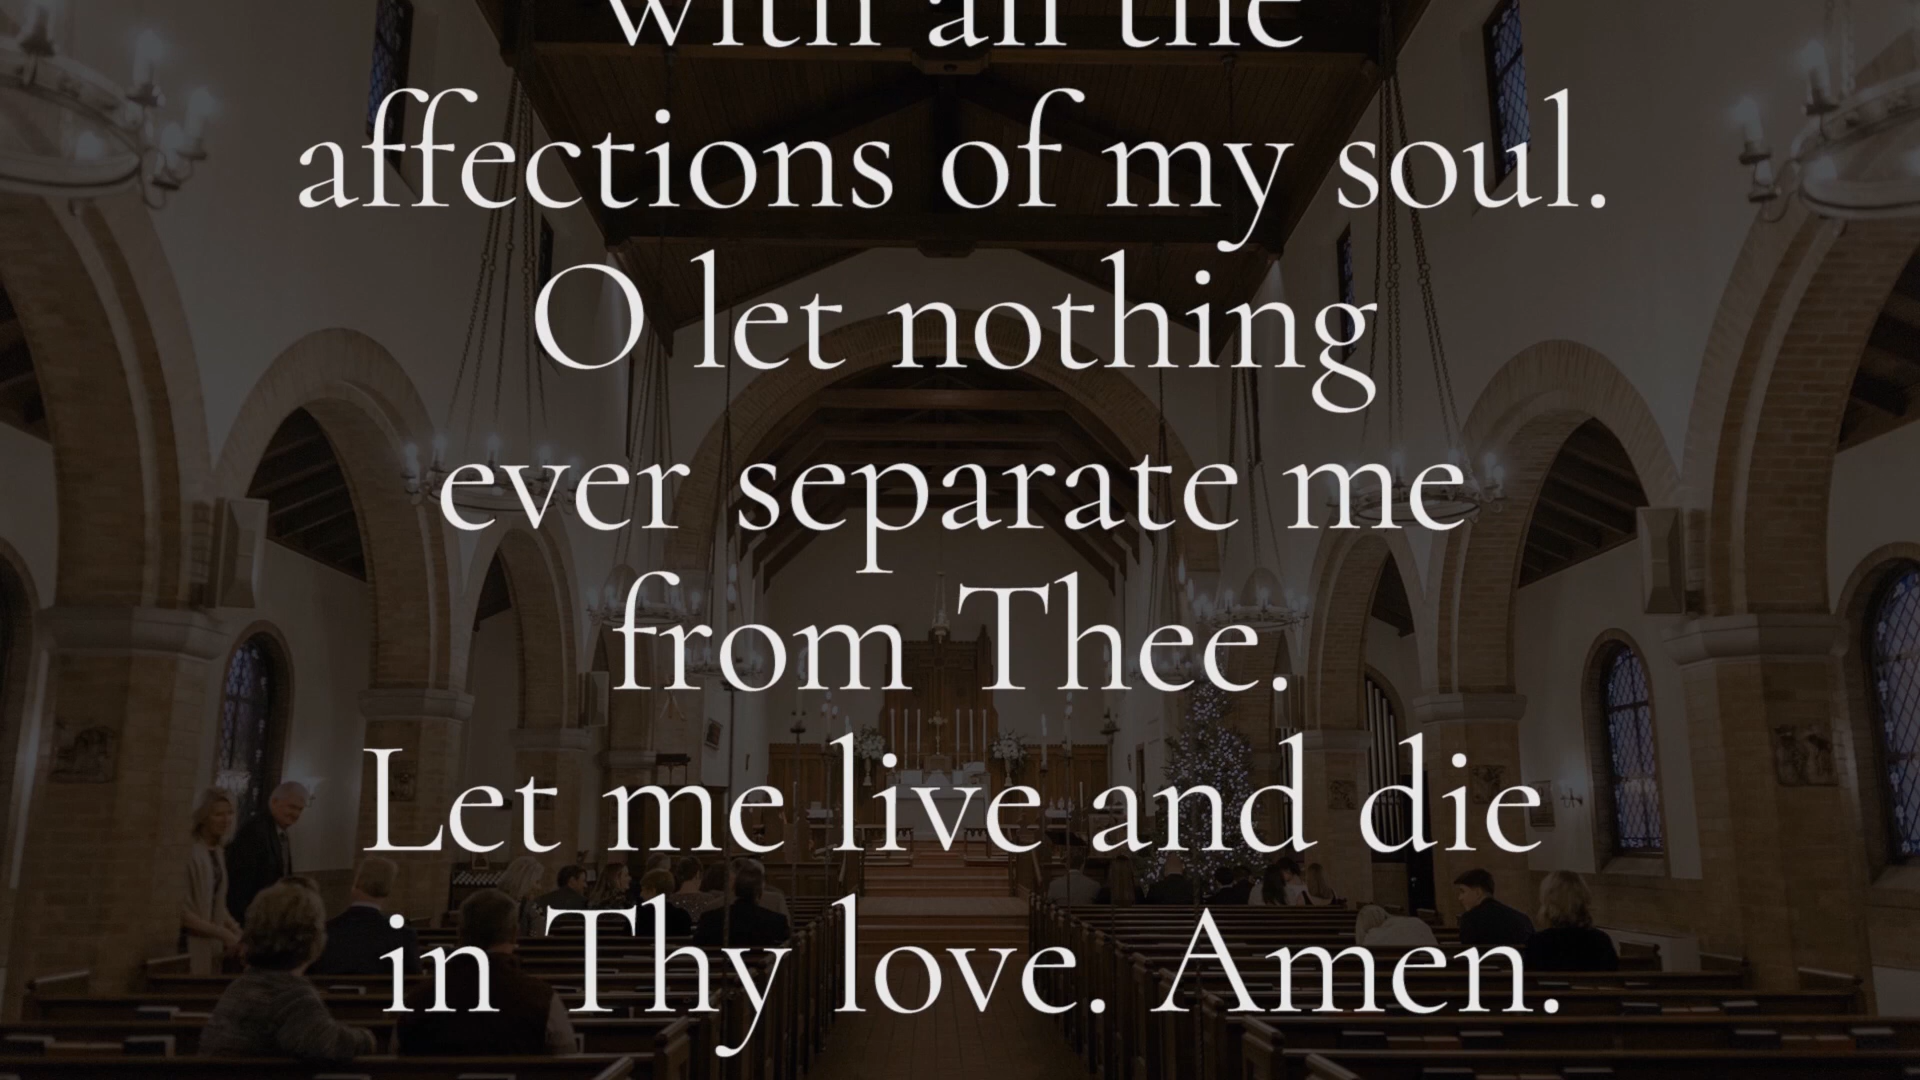 with all the
affections of my soul.
O let nothing
ever separate me
from Thee.
Let me live and die
in Thy love. Amen.